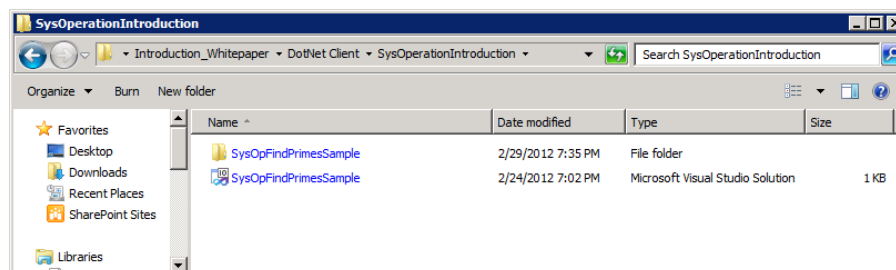 SysOperationIntroduction
Introduction_Whitepaper DotNet Client SysOperationIntroduction Search SysOperationIntroduction
Organize Burn New folder
Name Date modified Type Size
Favorites
Desktop
Downloads
Recent Places
SharePoint Sites
Libraries
SysOpFindPrimesSample 2/29/2012 7:35 PM File folder
SysOpFindPrimesSample 2/24/2012 7:02 PM Microsoft Visual Studio Solution 1 KB